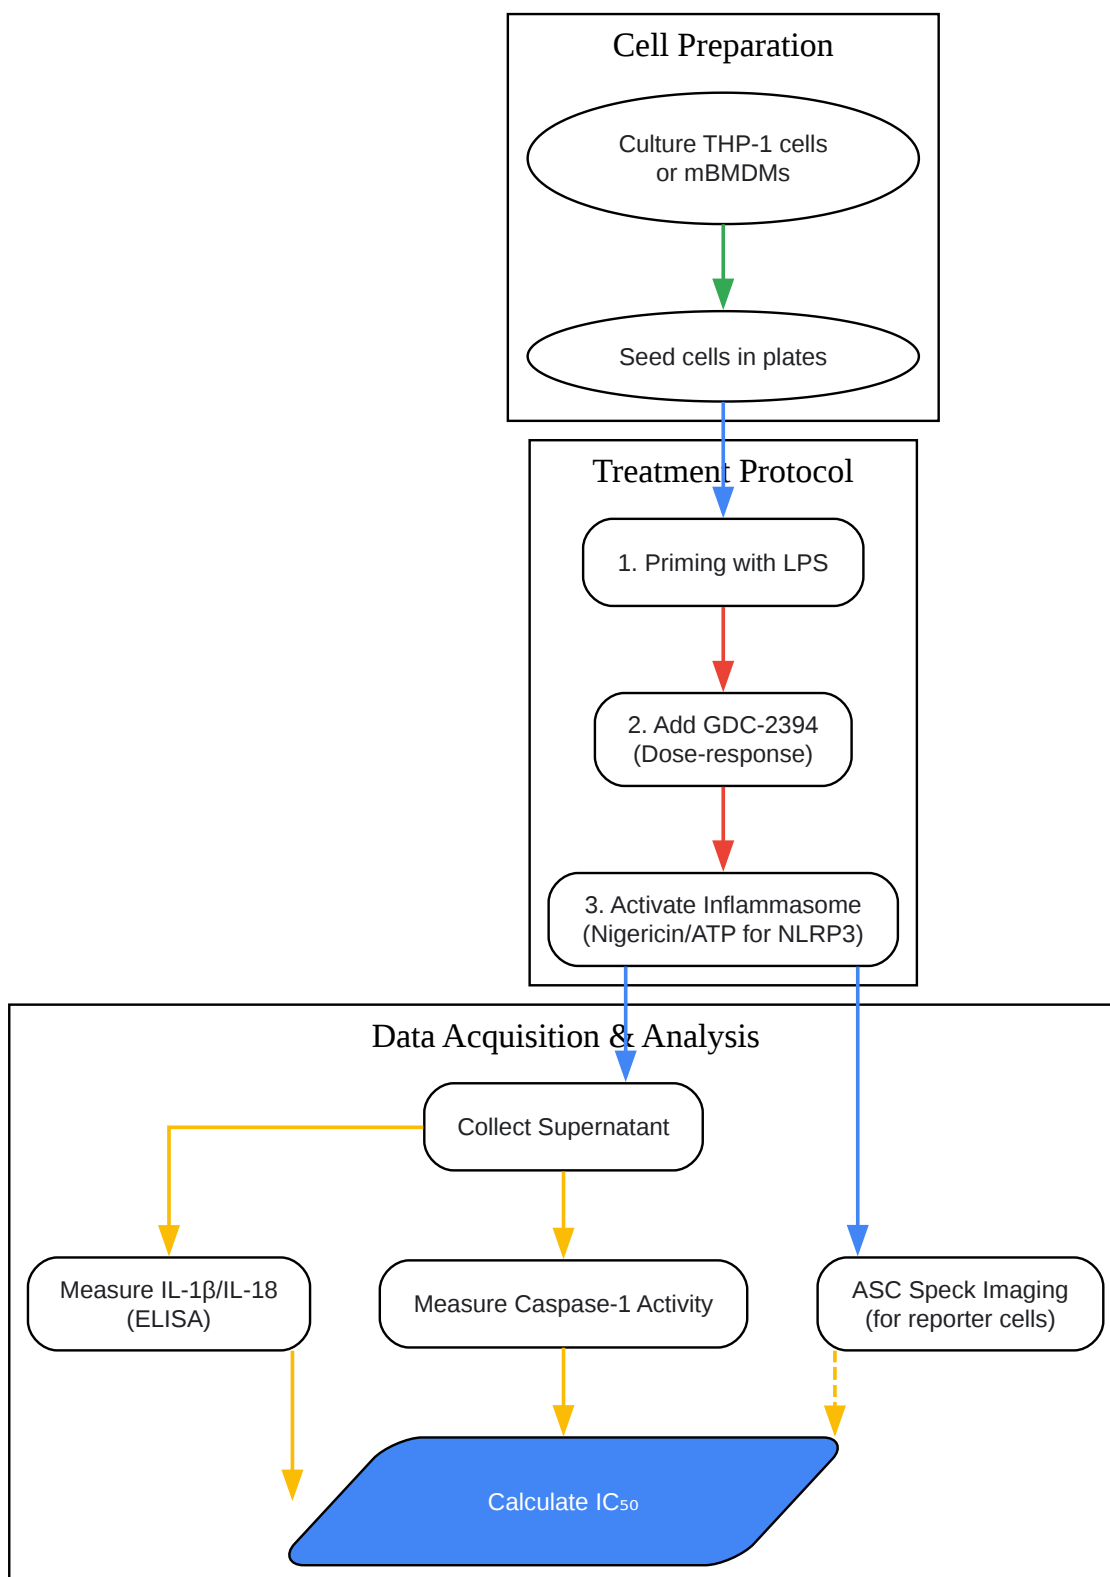 Cell Preparation
Culture THP-1 cells
or mBMDMs
Seed cells in plates
Treatment Protocol
1. Priming with LPS
2. Add GDC-2394
(Dose-response)
3. Activate Inflammasome
(Nigericin/ATP for NLRP3)
Data Acquisition & Analysis
Collect Supernatant
Measure IL-1β/IL-18
(ELISA)
Measure Caspase-1 Activity
ASC Speck Imaging
(for reporter cells)
Calculate IC₅₀